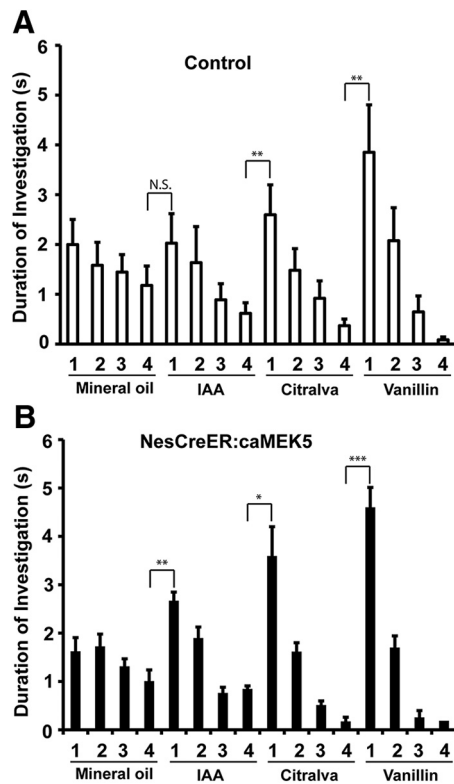 A
Control
Duration of Investigation (s)
6
5
4
3
2
1
0
N.S.
**
**
1 2 3 4 1 2 3 4 1 2 3 4 1 2 3 4
Mineral oil IAA Citralva Vanillin
B
NesCreER:caMEK5
Duration of Investigation (s)
6
5
4
3
2
1
0
**
*
***
1 2 3 4 1 2 3 4 1 2 3 4 1 2 3 4
Mineral oil IAA Citralva Vanillin